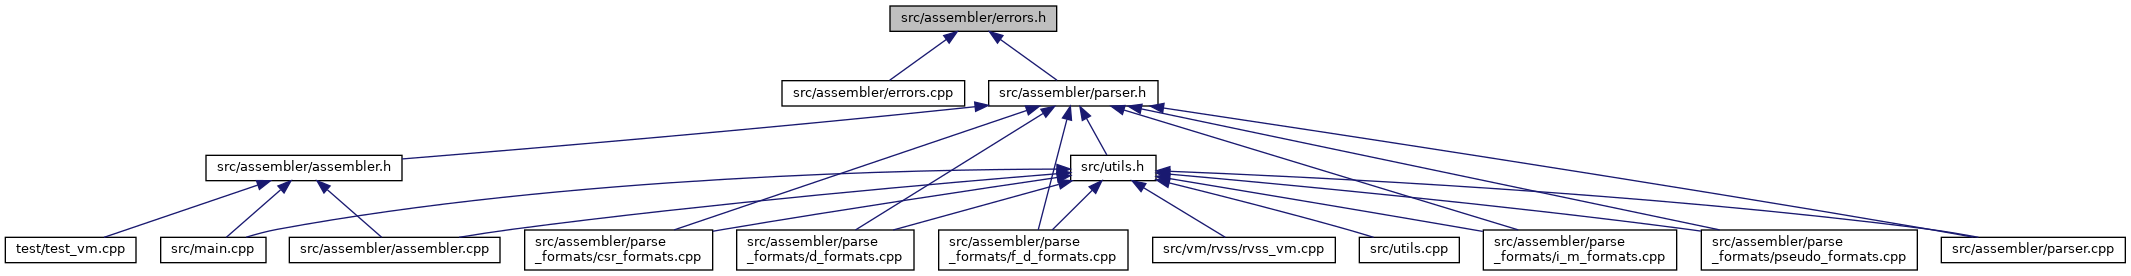 src/assembler/errors.h
src/assembler/errors.cpp
src/assembler/parser.h
src/assembler/assembler.h
src/utils.h
test/test_vm.cpp
src/main.cpp
src/assembler/assembler.cpp
src/assembler/parse
_formats/csr_formats.cpp
src/assembler/parse
_formats/d_formats.cpp
src/assembler/parse
_formats/f_d_formats.cpp
src/vm/rvss/rvss_vm.cpp
src/utils.cpp
src/assembler/parse
_formats/i_m_formats.cpp
src/assembler/parse
_formats/pseudo_formats.cpp
src/assembler/parser.cpp